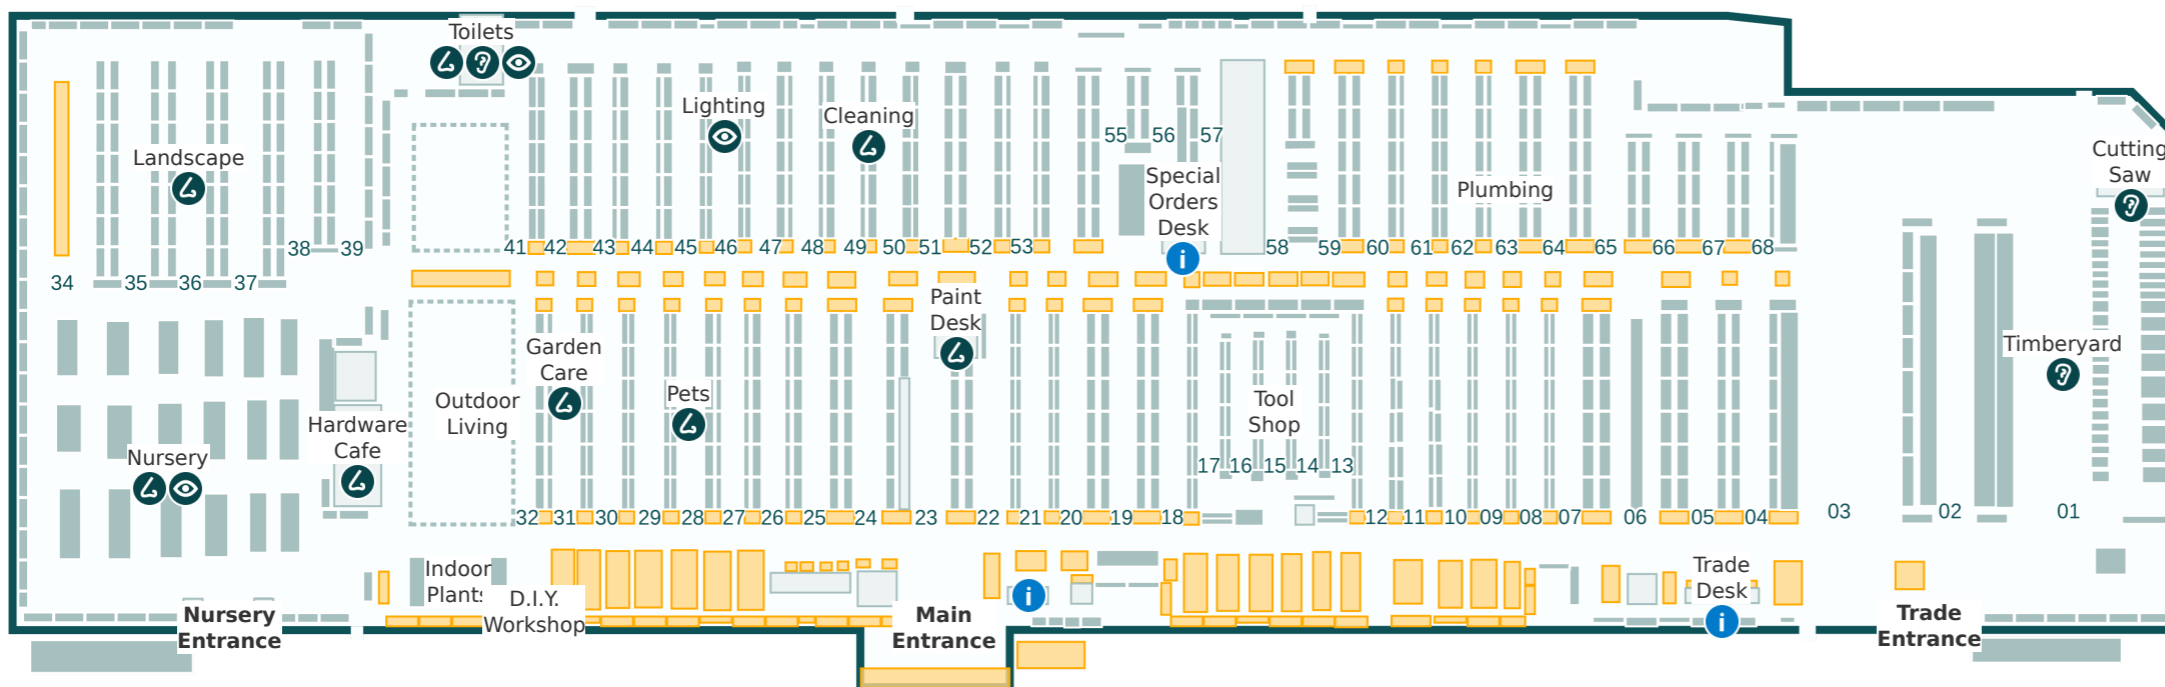 Toilets
Lighting
Cleaning
Landscape
55 56 57
Special
Orders
Desk
Plumbing
Cutting
Saw
38 39
41 42 43 44 45 46 47 48 49 50 51 52 53
58 59 60 61 62 63 64 65 66 67 68
34 35 36 37
Paint
Desk
Garden
Care
Pets
Timberyard
Outdoor
Living
Tool
Shop
Hardware
Cafe
Nursery
17 16 15 14 13
32 31 30 29 28 27 26 25 24 23 22 21 20 19 18
12 11 10 09 08 07 06 05 04 03 02 01
Indoor
Plants
D.I.Y.
Workshop
Trade
Desk
Nursery
Entrance
Main
Entrance
Trade
Entrance